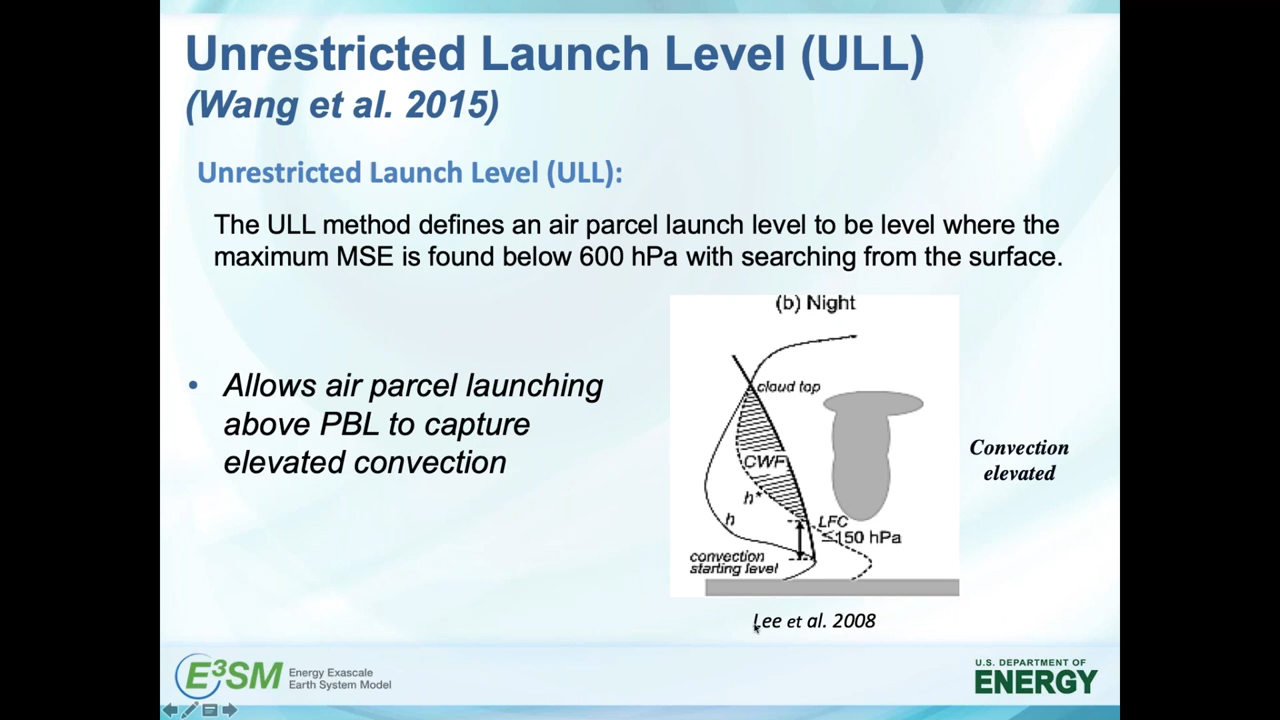 Unrestricted Launch Level (ULL)
(Wang et al. 2015)
Unrestricted Launch Level (ULL):
The ULL method defines an air parcel launch level to be level where the
maximum MSE is found below 600 hPa with searching from the surface.
• Allows air parcel launching
above PBL to capture
elevated convection
(b) Night
cloud top
CWF
h*
h
LFC
≤150 hPa
convection
starting level
Convection
elevated
Lee et al. 2008
E³SM
Energy Exascale
Earth System Model
U.S. DEPARTMENT OF
ENERGY